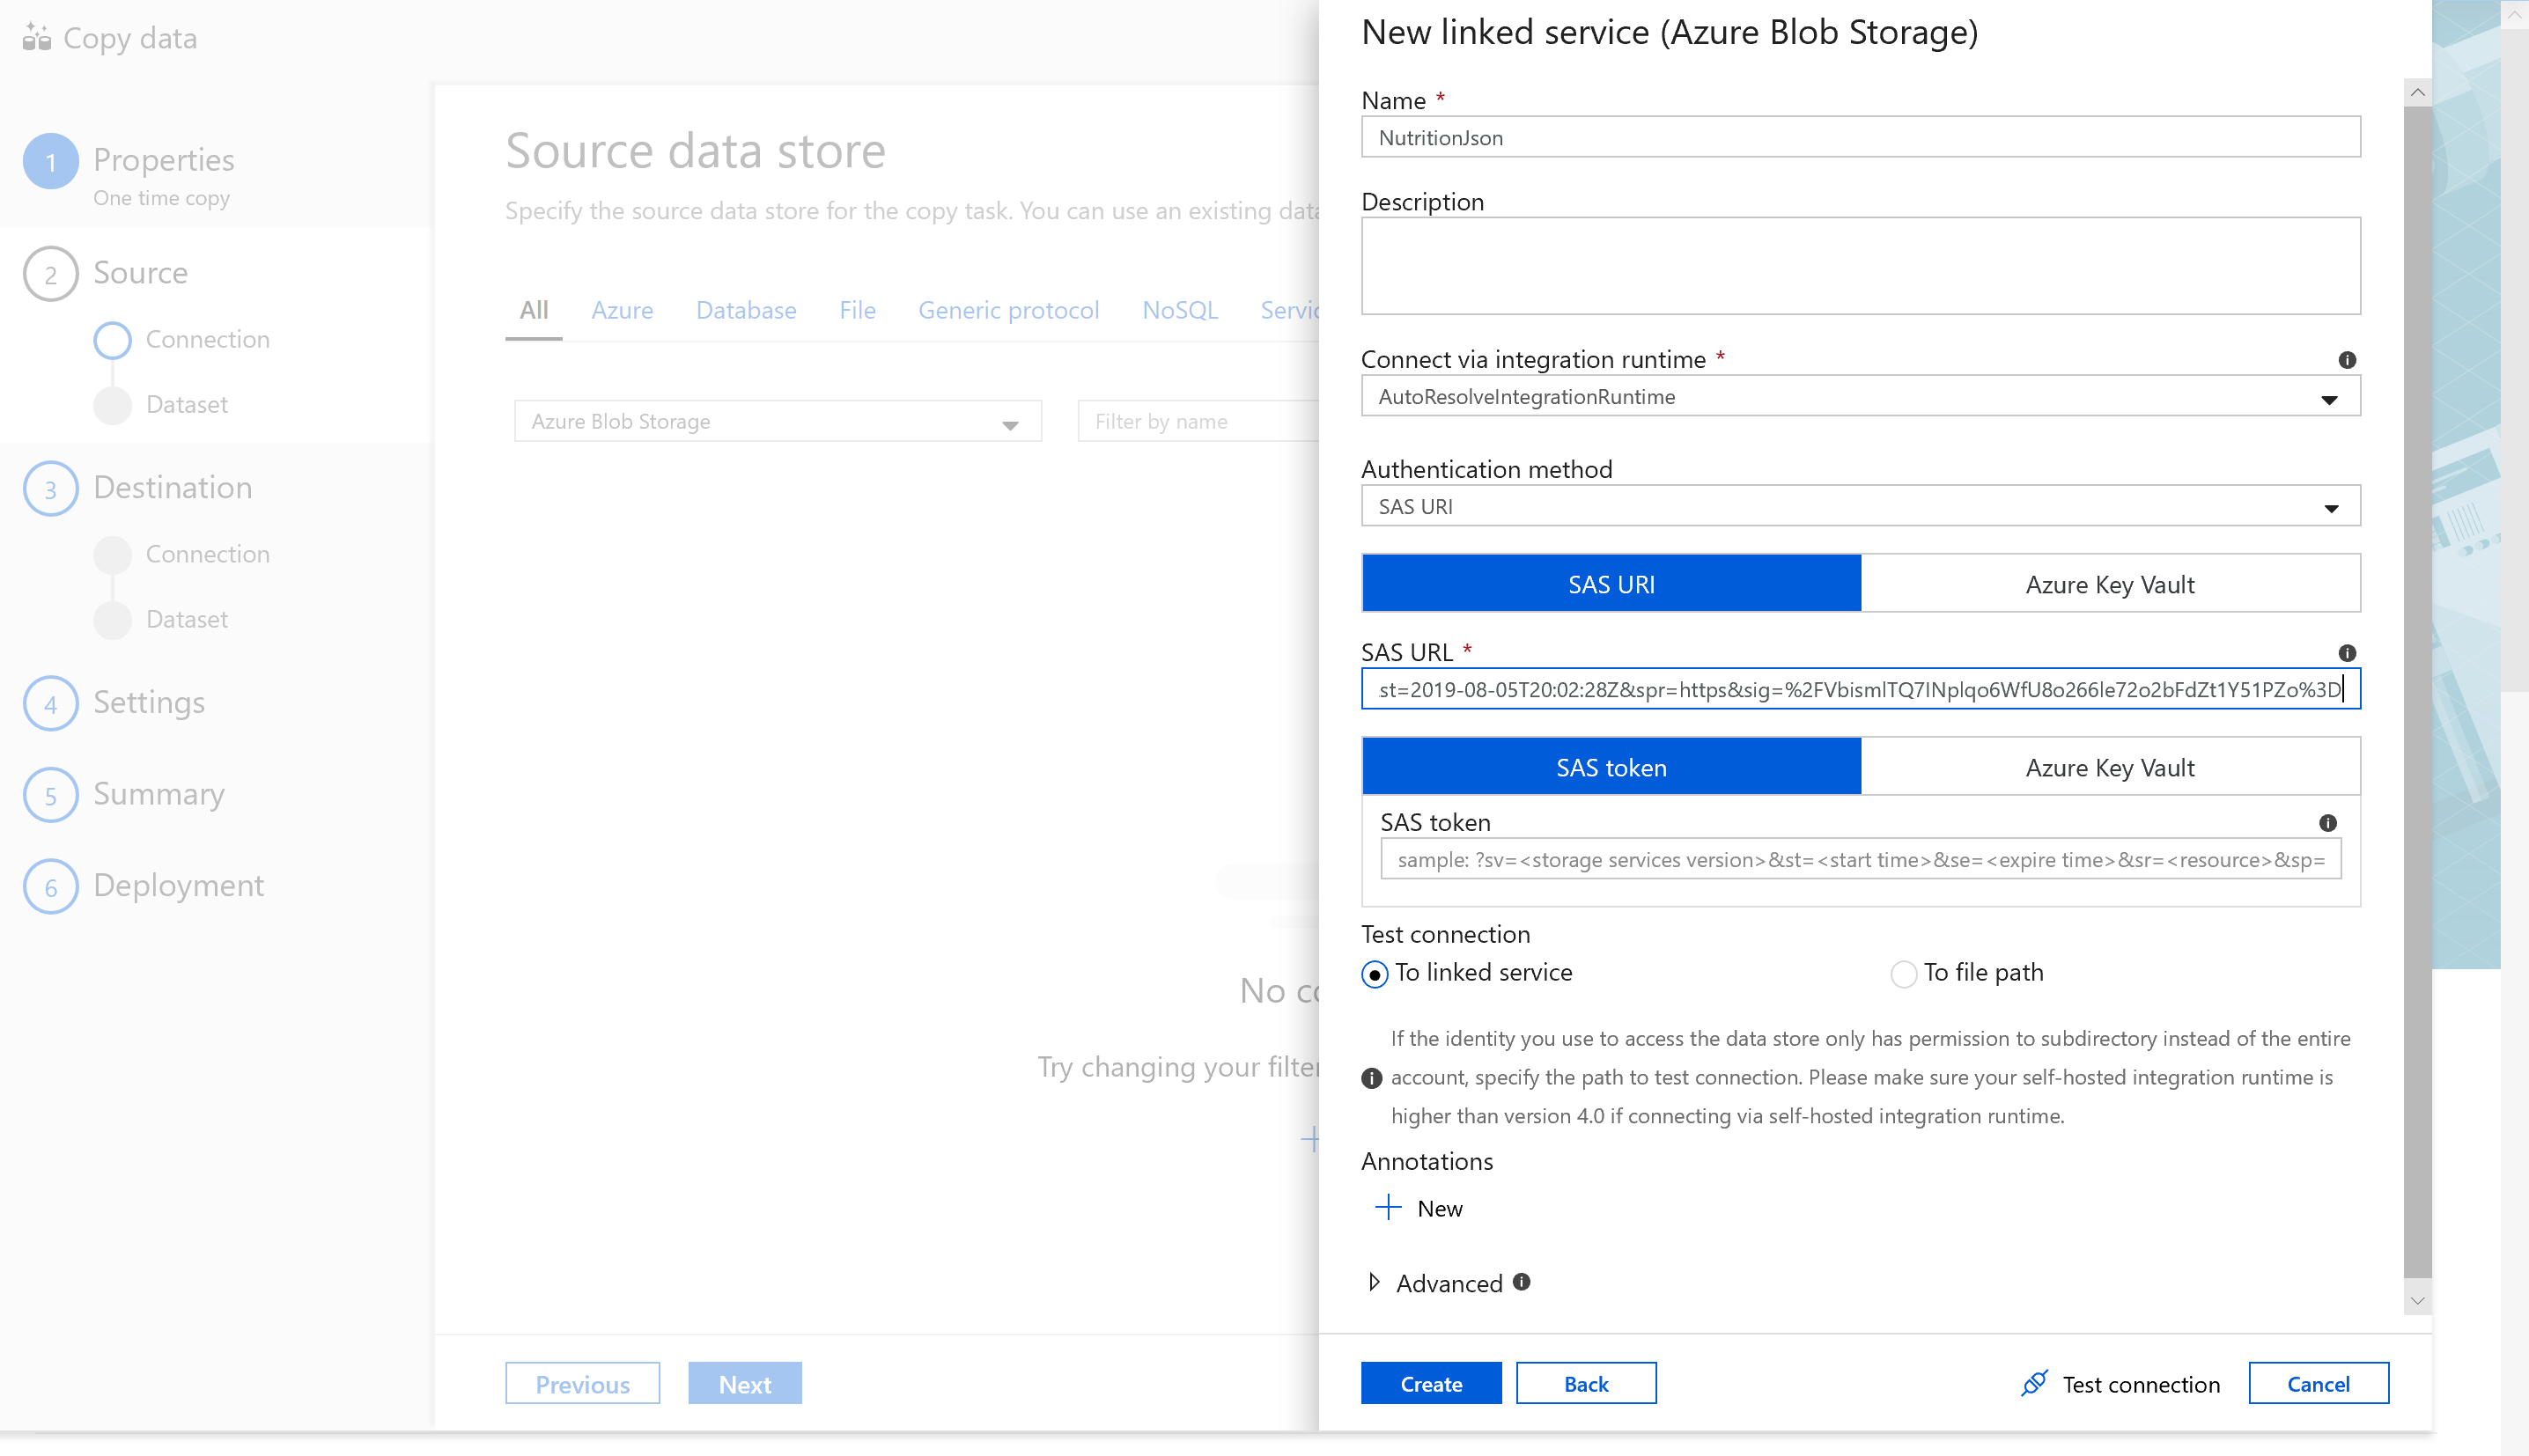 Copy data
1
Properties
One time copy
2
Source
Connection
Dataset
3
Destination
Connection
Dataset
4
Settings
5
Summary
6
Deployment
Source data store
Specify the source data store for the copy task. You can use an existing data
All
Azure
Database
File
Generic protocol
NoSQL
Servic
Azure Blob Storage
Filter by name
No co
Try changing your filte
Previous
Next
New linked service (Azure Blob Storage)
Name *
NutritionJson
Description
Connect via integration runtime *
AutoResolveIntegrationRuntime
Authentication method
SAS URI
SAS URI
Azure Key Vault
SAS URL *
st=2019-08-05T20:02:28Z&spr=https&sig=%2FVbismlTQ7INplqo6WfU8o266le72o2bFdZt1Y51PZo%3D
SAS token
Azure Key Vault
SAS token
sample: ?sv=<storage services version>&st=<start time>&se=<expire time>&sr=<resource>&sp=
Test connection
To linked service
To file path
If the identity you use to access the data store only has permission to subdirectory instead of the entire
account, specify the path to test connection. Please make sure your self-hosted integration runtime is
higher than version 4.0 if connecting via self-hosted integration runtime.
Annotations
New
Advanced
Create
Back
Test connection
Cancel